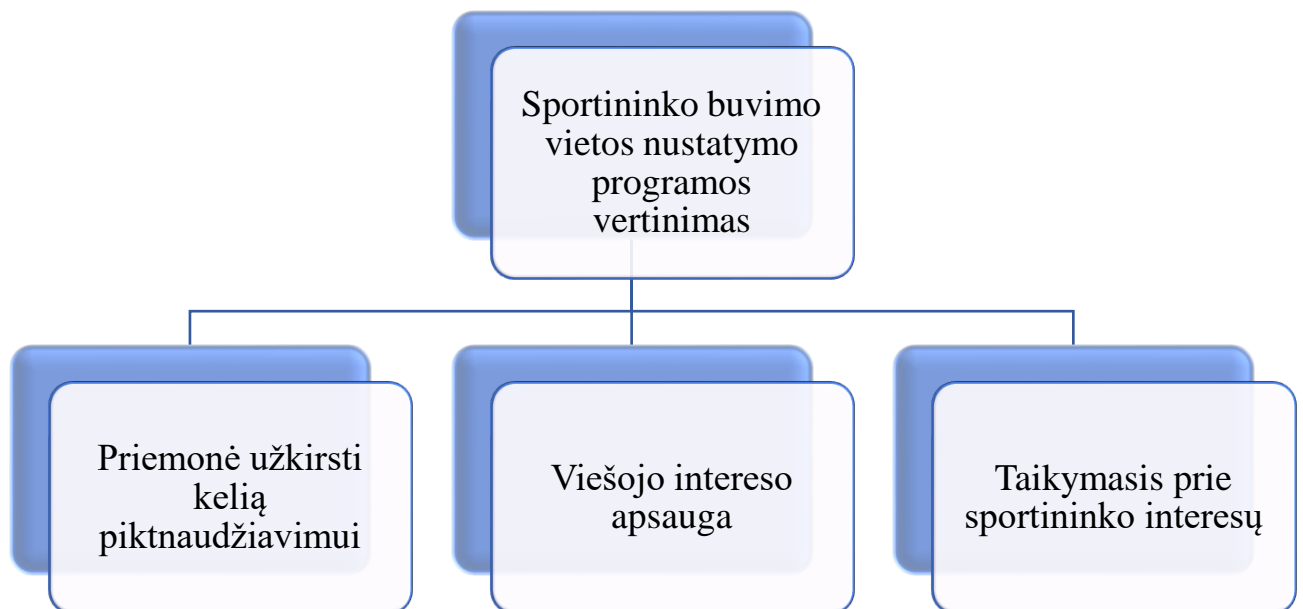 Sportininko buvimo
vietos nustatymo
programos
vertinimas
Priemonė užkirsti
kelią
piktnaudžiavimui
Viešojo intereso
apsauga
Taikymasis prie
sportininko interesų